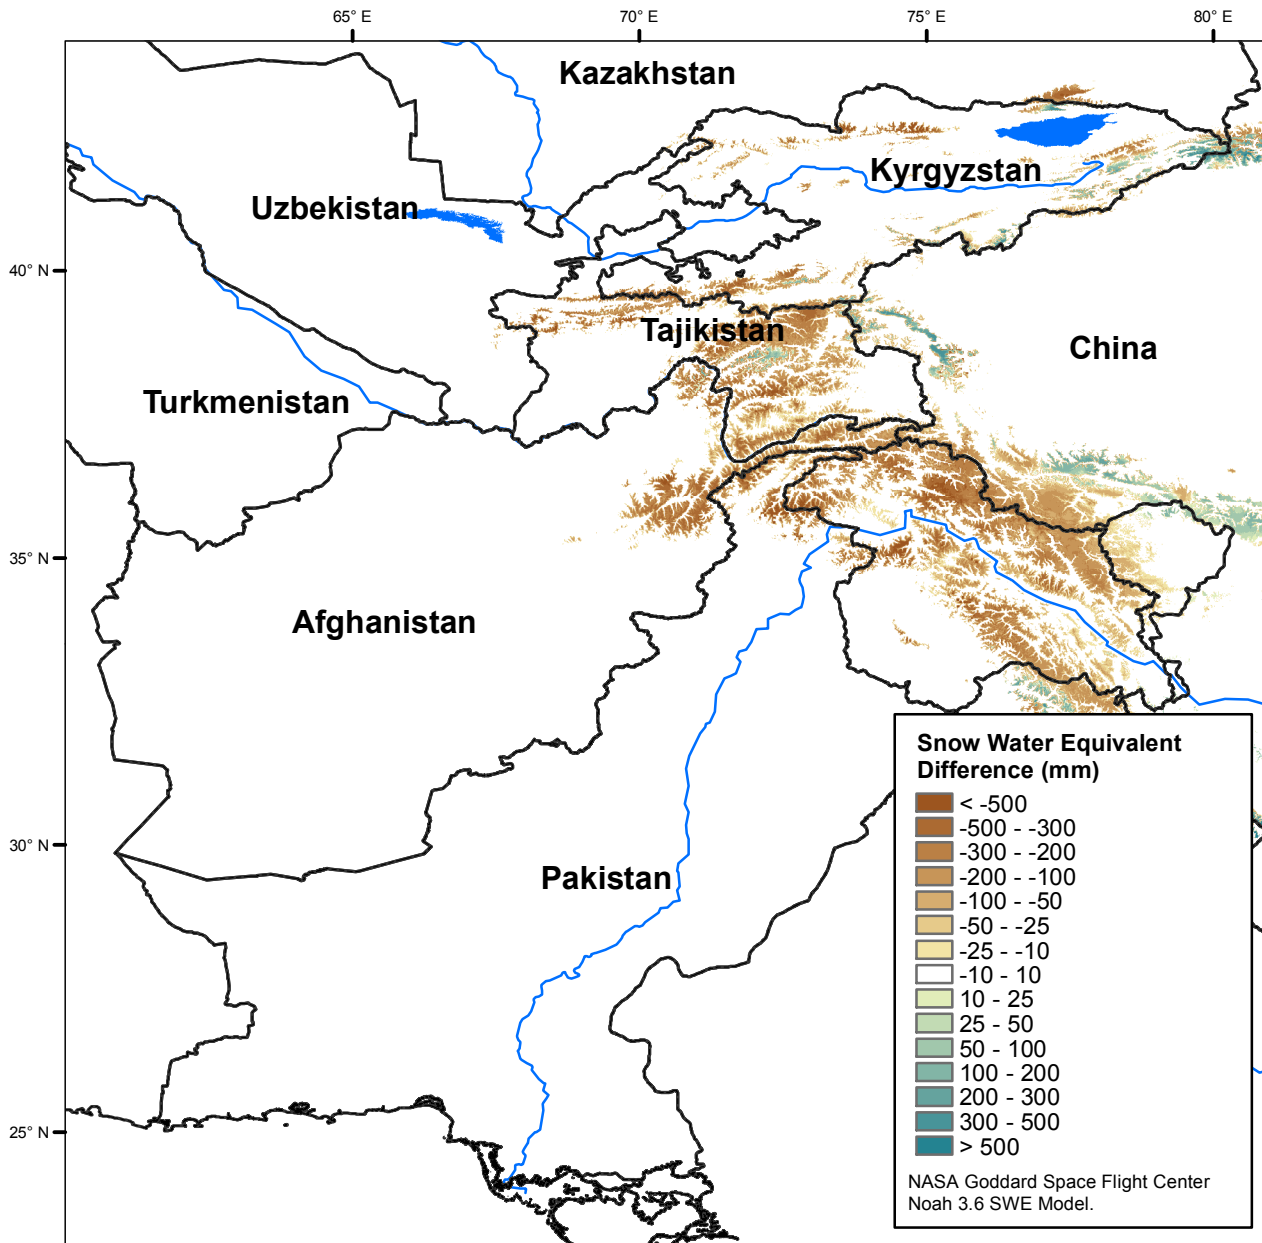 65° E
70° E
75° E
80° E
Kazakhstan
Kyrgyzstan
Uzbekistan
40° N
Tajikistan
China
Turkmenistan
35° N
Afghanistan
30° N
Pakistan
25° N
Snow Water Equivalent
Difference (mm)
< -500
-500 - -300
-300 - -200
-200 - -100
-100 - -50
-50 - -25
-25 - -10
-10 - 10
10 - 25
25 - 50
50 - 100
100 - 200
200 - 300
300 - 500
> 500
NASA Goddard Space Flight Center
Noah 3.6 SWE Model.